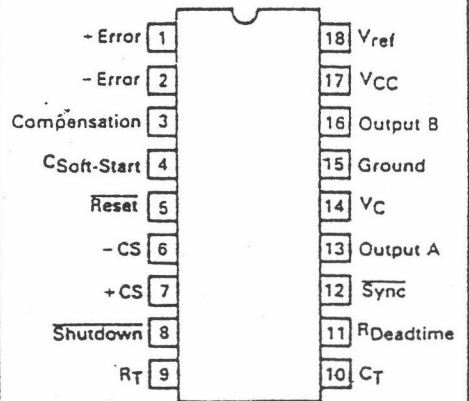 + Error 1
- Error 2
Compensation 3
CSoft-Start 4
Reset 5
- CS 6
+ CS 7
Shutdown 8
RT 9
18 Vref
17 VCC
16 Output B
15 Ground
14 VC
13 Output A
12 Sync
11 RDeadtime
10 CT